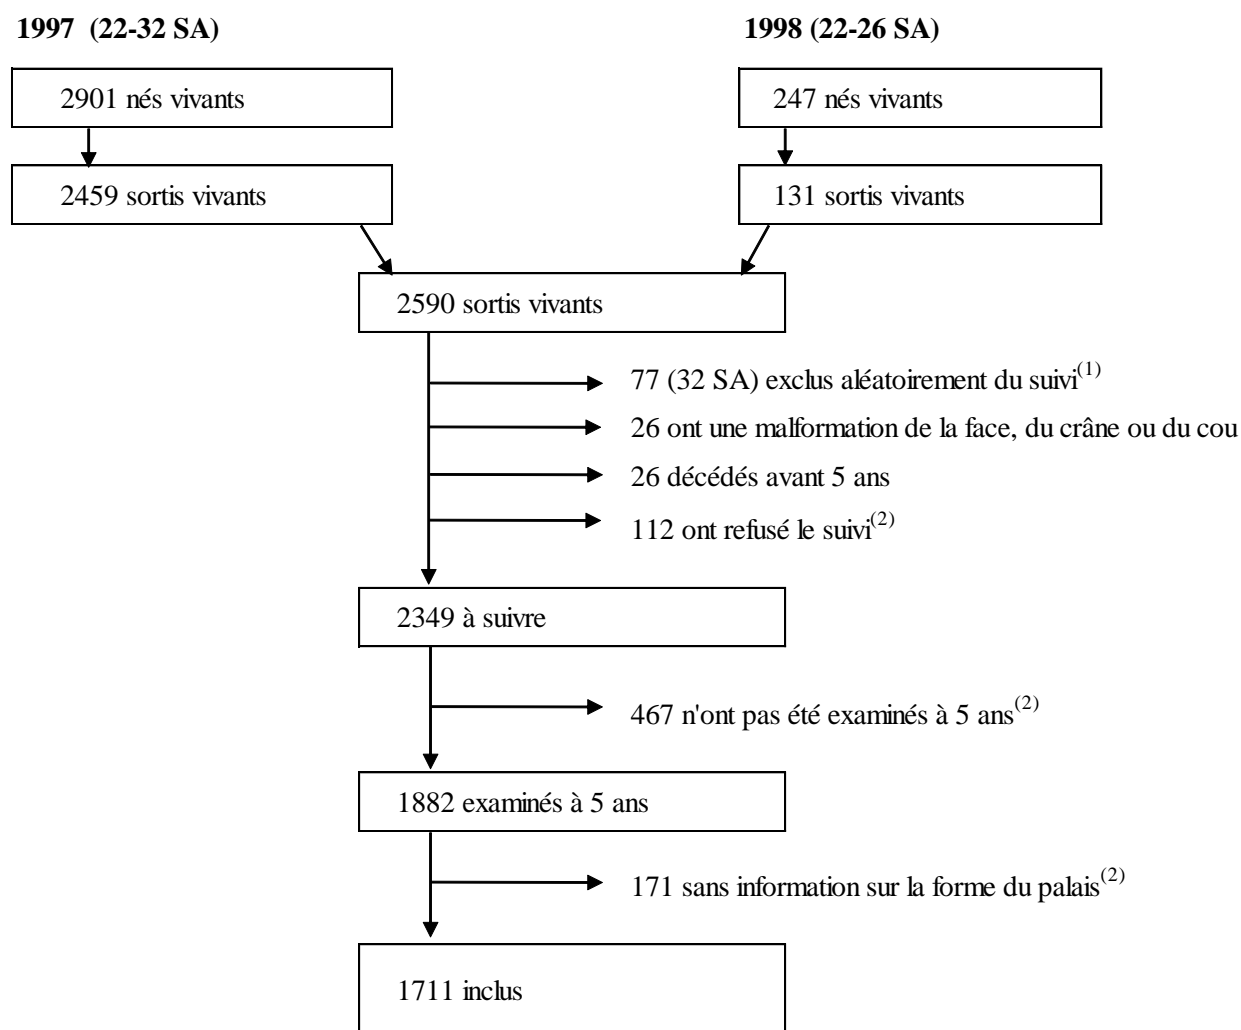 1997 (22-32 SA)
1998 (22-26 SA)
2901 nés vivants
247 nés vivants
2459 sortis vivants
131 sortis vivants
2590 sortis vivants
77 (32 SA) exclus aléatoirement du suivi(1)
26 ont une malformation de la face, du crâne ou du cou
26 décédés avant 5 ans
112 ont refusé le suivi(2)
2349 à suivre
467 n'ont pas été examinés à 5 ans(2)
1882 examinés à 5 ans
171 sans information sur la forme du palais(2)
1711 inclus